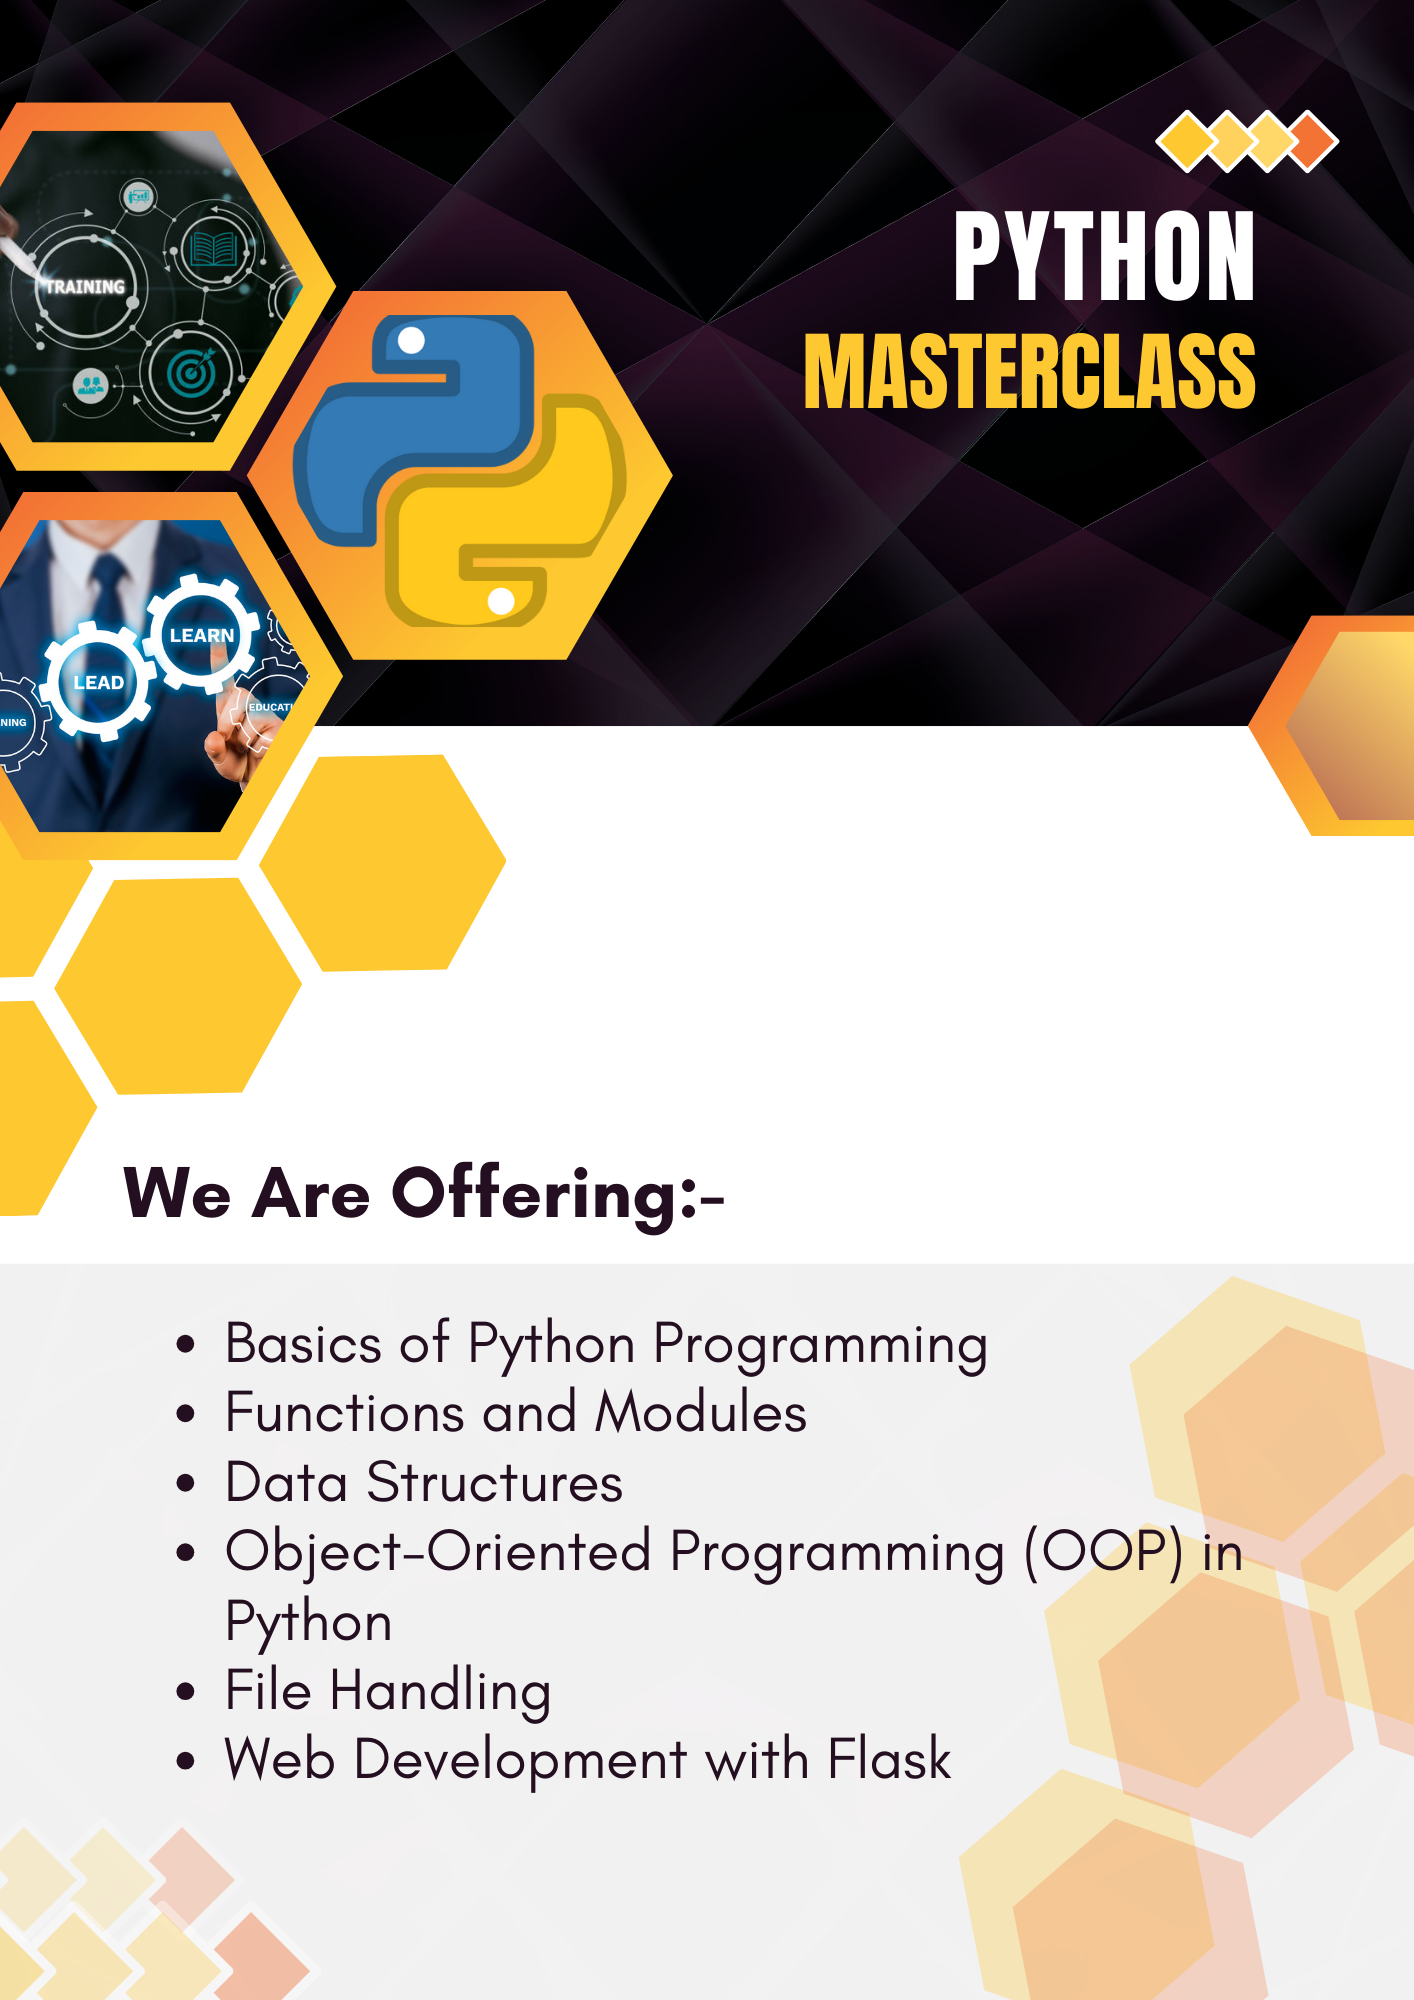 PYTHON
MASTERCLASS
TRAINING
LEARN
LEAD
NING
EDUCATI
We Are Offering:-
• Basics of Python Programming
• Functions and Modules
• Data Structures
• Object-Oriented Programming (OOP) in
Python
• File Handling
• Web Development with Flask